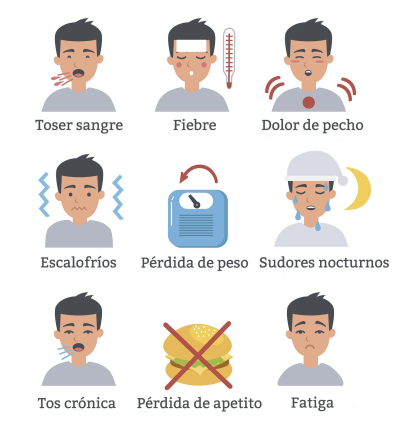 Toser sangre
Fiebre
Dolor de pecho
Escalofríos
Pérdida de peso
Sudores nocturnos
Tos crónica
Pérdida de apetito
Fatiga